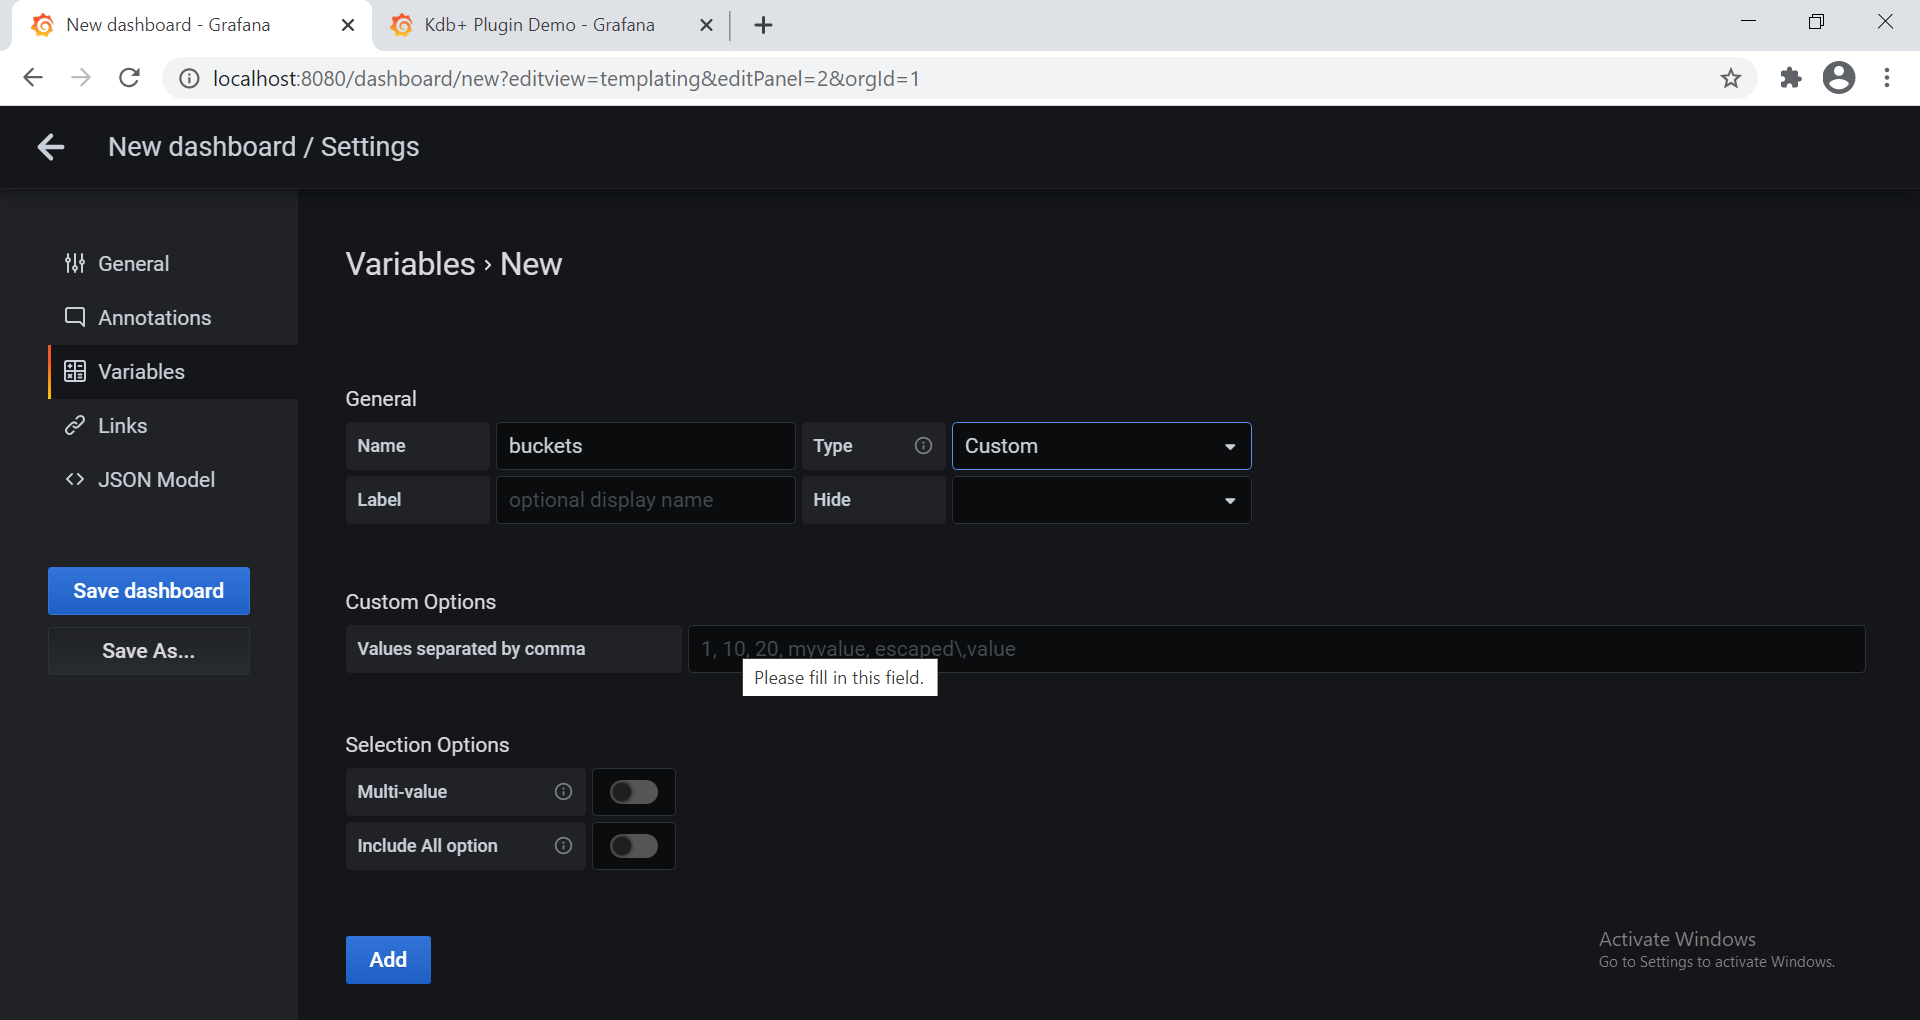 New dashboard - Grafana
Kdb+ Plugin Demo - Grafana
localhost:8080/dashboard/new?editview=templating&editPanel=2&orgId=1
New dashboard / Settings
General
Annotations
Variables
Links
JSON Model
Save dashboard
Save As...
Variables › New
General
Name
buckets
Type
Custom
Label
optional display name
Hide
Custom Options
Values separated by comma
1, 10, 20, myvalue, escaped\,value
Please fill in this field.
Selection Options
Multi-value
Include All option
Add
Activate Windows
Go to Settings to activate Windows.